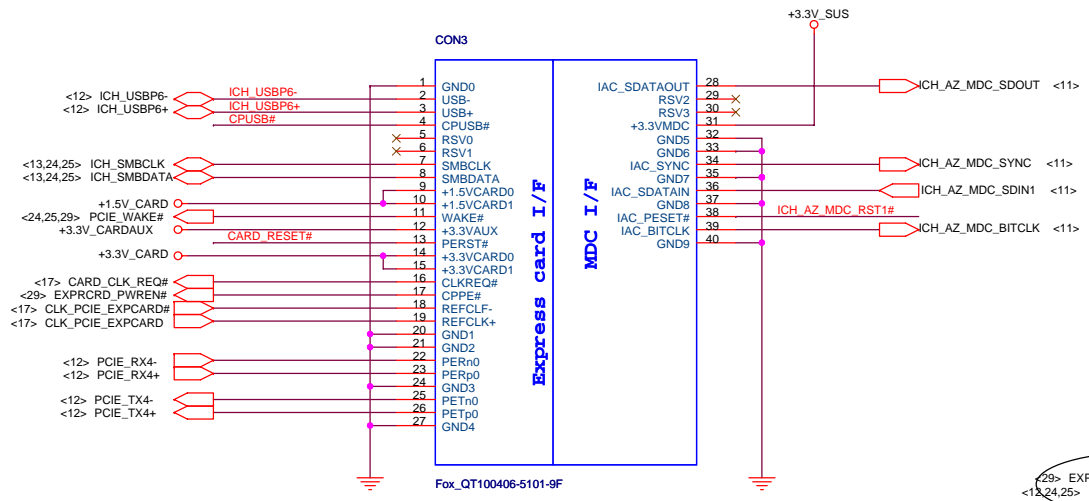 +3.3V_SUS
CON3
<12> ICH_USBP6- ICH_USBP6- 1 GND0
2 USB-
<12> ICH_USBP6+ ICH_USBP6+ 3 USB+
CPUSB# 4 CPUSB#
5 RSV0
6 RSV1
<13,24,25> ICH_SMBCLK 7 SMBCLK
<13,24,25> ICH_SMBDATA 8 SMBDATA
9 +1.5VCARD0
+1.5V_CARD 10 +1.5VCARD1
<24,25,29> PCIE_WAKE# 11 WAKE#
+3.3V_CARDAUX 12 +3.3VAUX
CARD_RESET# 13 PERST#
+3.3V_CARD 14 +3.3VCARD0
15 +3.3VCARD1
<17> CARD_CLK_REQ# 16 CLKREQ#
<29> EXPRCRD_PWREN# 17 CPPE#
<17> CLK_PCIE_EXPCARD# 18 REFCLF-
<17> CLK_PCIE_EXPCARD 19 REFCLK+
20 GND1
21 GND2
<12> PCIE_RX4- 22 PERn0
<12> PCIE_RX4+ 23 PERp0
24 GND3
<12> PCIE_TX4- 25 PETn0
<12> PCIE_TX4+ 26 PETp0
27 GND4
Express card I/F
MDC I/F
IAC_SDATAOUT 28 ICH_AZ_MDC_SDOUT <11>
RSV2 29
RSV3 30
+3.3VMDC 31
GND5 32
GND6 33
IAC_SYNC 34 ICH_AZ_MDC_SYNC <11>
GND7 35
IAC_SDATAIN 36 ICH_AZ_MDC_SDIN1 <11>
GND8 37
IAC_PESET# 38 ICH_AZ_MDC_RST1#
IAC_BITCLK 39 ICH_AZ_MDC_BITCLK <11>
GND9 40
Fox_QT100406-5101-9F
<29> EXP
<12,24,25>